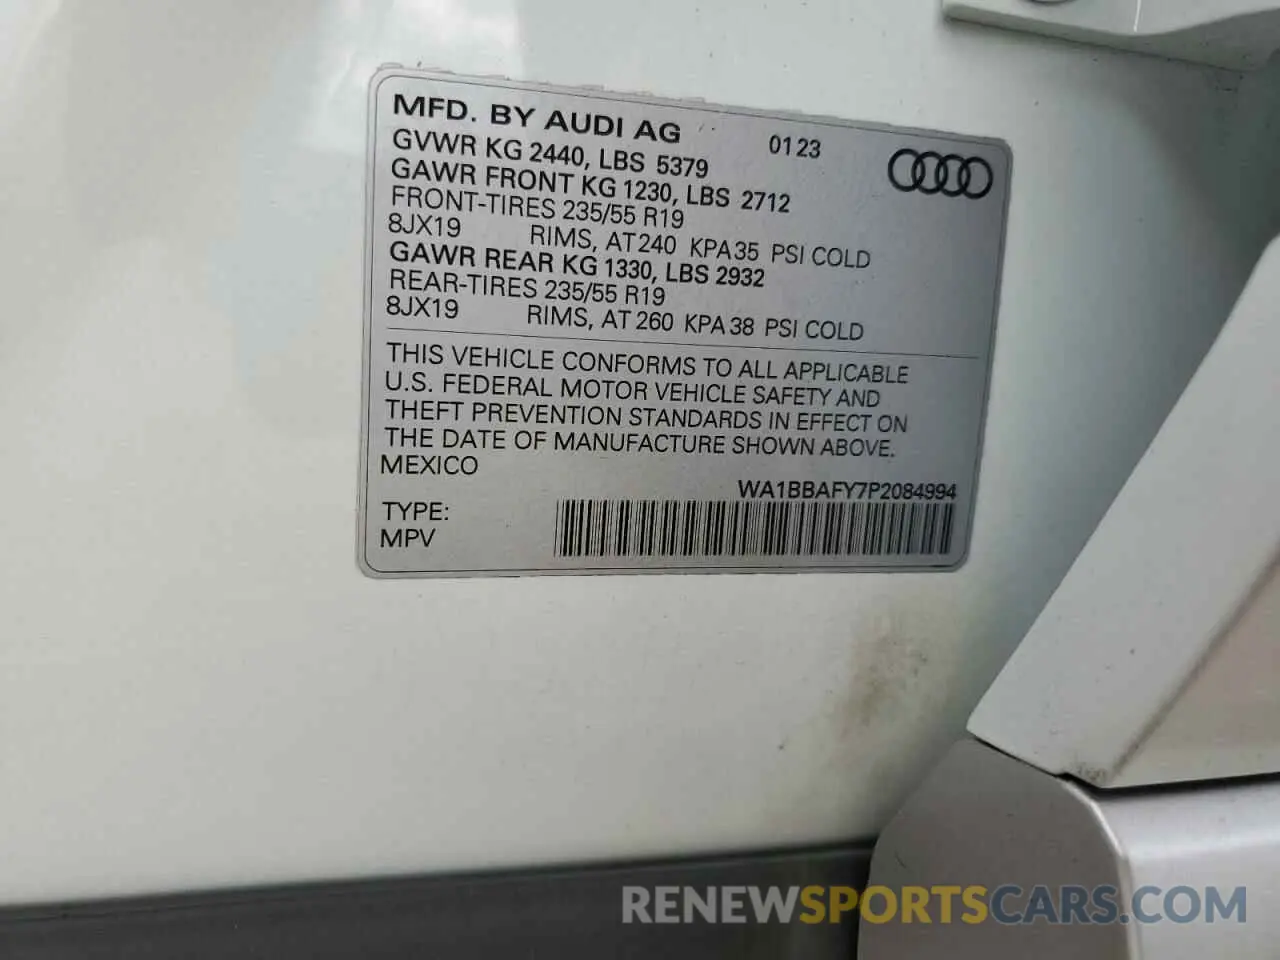 MFD. BY AUDI AG 0123
GVWR KG 2440, LBS 5379
GAWR FRONT KG 1230, LBS 2712
FRONT-TIRES 235/55 R19
8JX19 RIMS, AT 240 KPA 35 PSI COLD
GAWR REAR KG 1330, LBS 2932
REAR-TIRES 235/55 R19
8JX19 RIMS, AT 260 KPA 38 PSI COLD
THIS VEHICLE CONFORMS TO ALL APPLICABLE
U.S. FEDERAL MOTOR VEHICLE SAFETY AND
THEFT PREVENTION STANDARDS IN EFFECT ON
THE DATE OF MANUFACTURE SHOWN ABOVE.
MEXICO
WA1BBAFY7P2084994
TYPE:
MPV
RENEWSPORTSCARS.COM